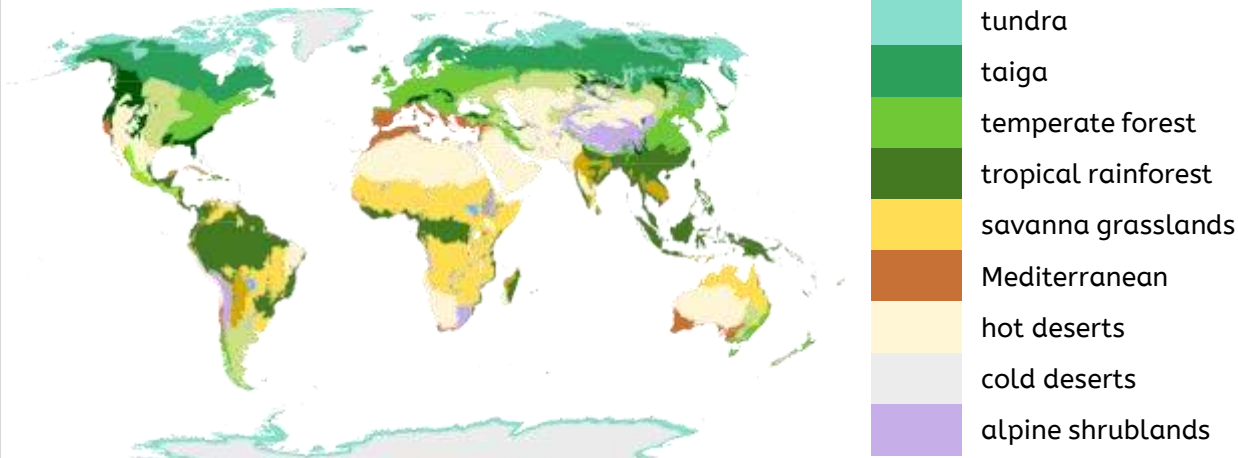 tundra
taiga
temperate forest
tropical rainforest
savanna grasslands
Mediterranean
hot deserts
cold deserts
alpine shrublands